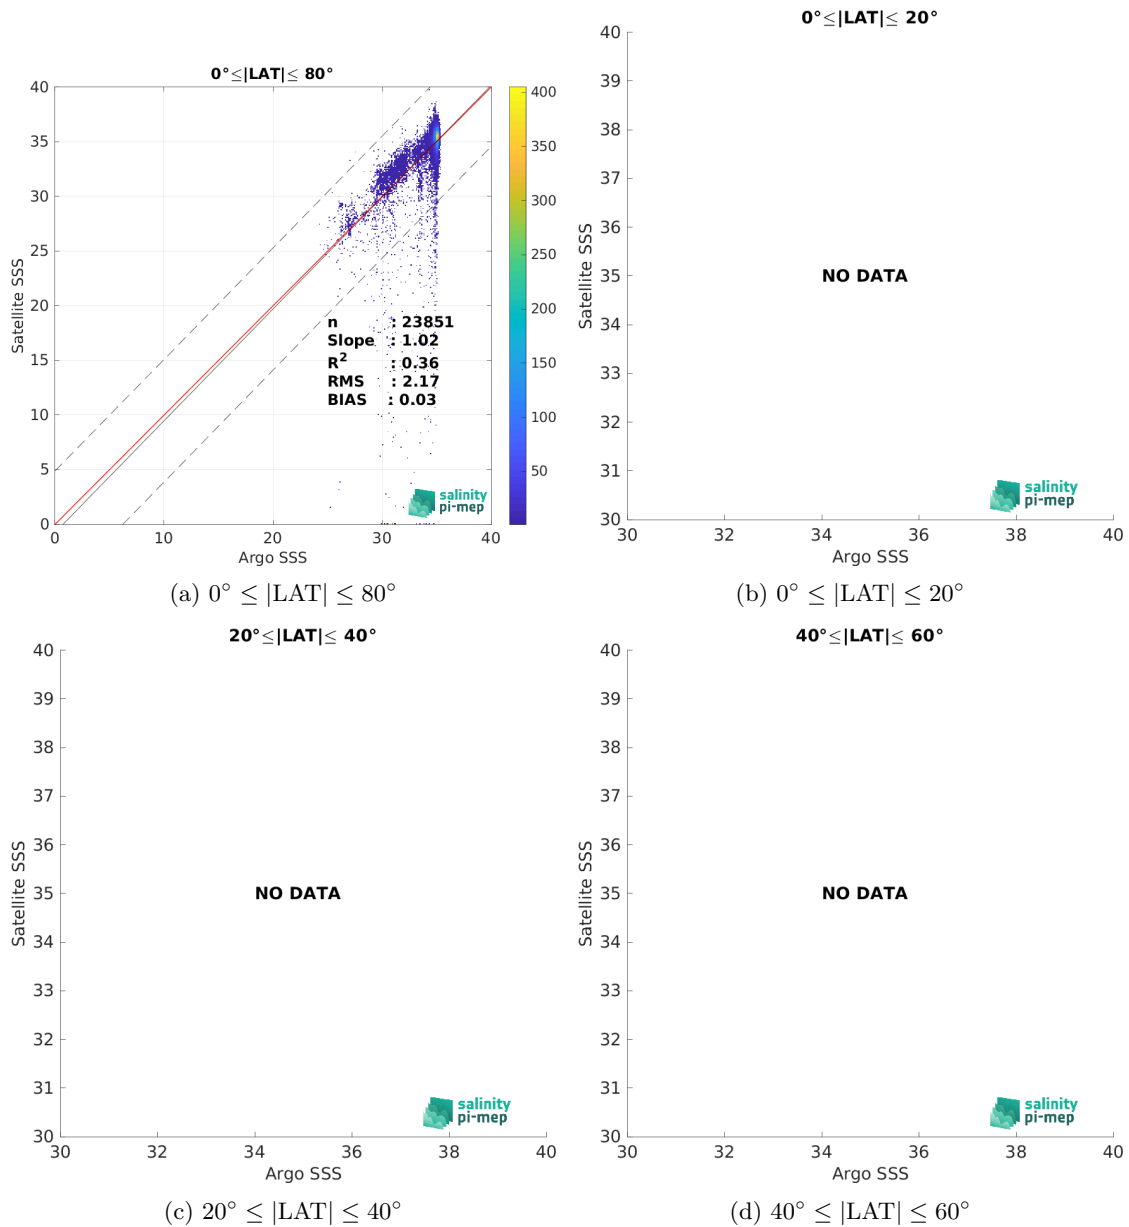 0°≤|LAT|≤ 80°
40
35
30
25
20
15
10
5
0
0
10
20
30
40
Satellite SSS
Argo SSS
n : 23851
Slope : 1.02
R² : 0.36
RMS : 2.17
BIAS : 0.03
salinity
pi-mep
400
350
300
250
200
150
100
50
(a) 0° ≤ |LAT| ≤ 80°
0°≤|LAT|≤ 20°
40
39
38
37
36
35
34
33
32
31
30
30
32
34
36
38
40
Satellite SSS
NO DATA
salinity
pi-mep
Argo SSS
(b) 0° ≤ |LAT| ≤ 20°
20°≤|LAT|≤ 40°
40
39
38
37
36
35
34
33
32
31
30
30
32
34
36
38
40
Satellite SSS
NO DATA
salinity
pi-mep
Argo SSS
(c) 20° ≤ |LAT| ≤ 40°
40°≤|LAT|≤ 60°
40
39
38
37
36
35
34
33
32
31
30
30
32
34
36
38
40
Satellite SSS
NO DATA
salinity
pi-mep
Argo SSS
(d) 40° ≤ |LAT| ≤ 60°